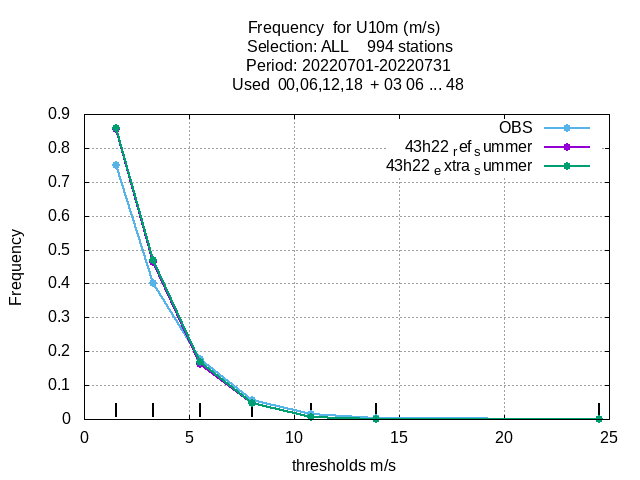 Frequency  for U10m (m/s)
Selection: ALL    994 stations
Period: 20220701-20220731
Used  00,06,12,18  + 03 06 ... 48
0.9
0.8
0.7
0.6
0.5
0.4
0.3
0.2
0.1
0
Frequency
OBS
43h22 ref summer
43h22 extra summer
0 5 10 15 20 25
thresholds m/s